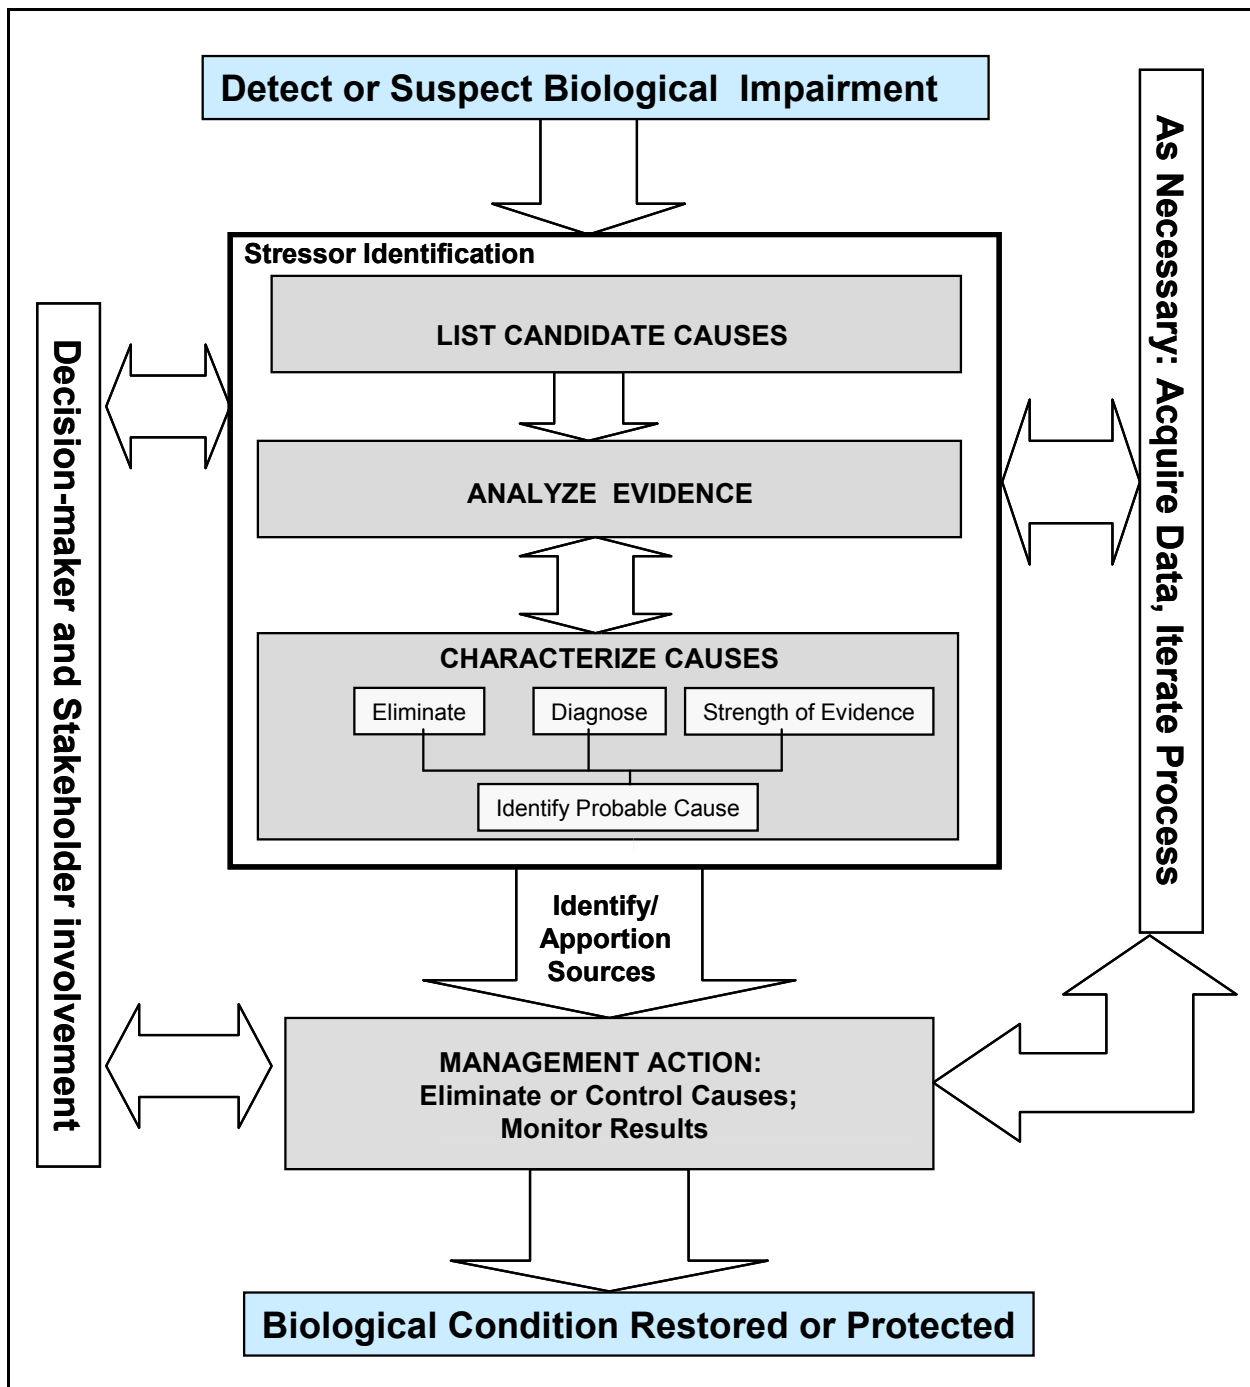 Detect or Suspect Biological Impairment
Stressor Identification
LIST CANDIDATE CAUSES
ANALYZE EVIDENCE
CHARACTERIZE CAUSES
Eliminate
Diagnose
Strength of Evidence
Identify Probable Cause
Identify/
Apportion
Sources
MANAGEMENT ACTION:
Eliminate or Control Causes;
Monitor Results
Biological Condition Restored or Protected
Decision-maker and Stakeholder involvement
As Necessary: Acquire Data, Iterate Process